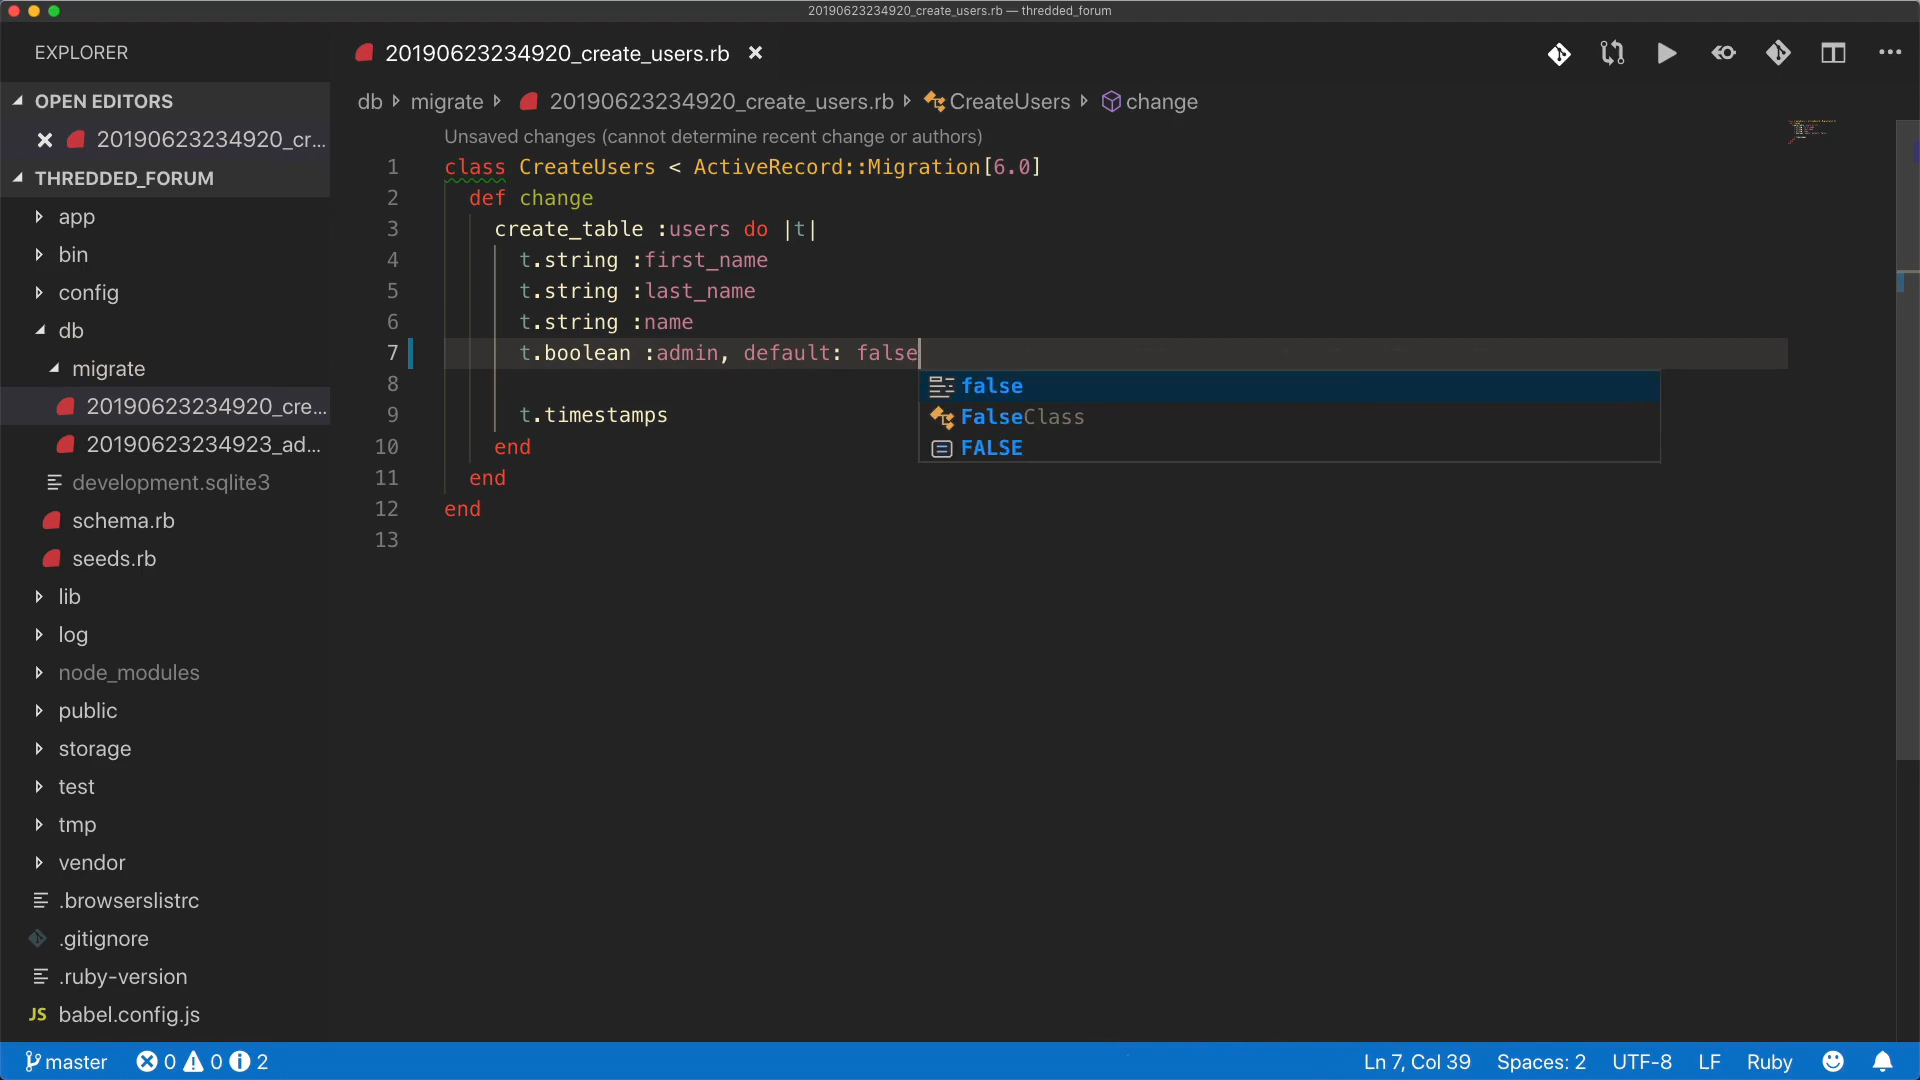 20190623234920_create_users.rb — thredded_forum
EXPLORER
OPEN EDITORS
20190623234920_cr...
THREDDED_FORUM
app
bin
config
db
migrate
20190623234920_cre...
20190623234923_ad...
development.sqlite3
schema.rb
seeds.rb
lib
log
node_modules
public
storage
test
tmp
vendor
.browserslistrc
.gitignore
.ruby-version
JS babel.config.js
20190623234920_create_users.rb
db migrate 20190623234920_create_users.rb CreateUsers change
Unsaved changes (cannot determine recent change or authors)
1 class CreateUsers < ActiveRecord::Migration[6.0]
2 def change
3 create_table :users do |t|
4 t.string :first_name
5 t.string :last_name
6 t.string :name
7 t.boolean :admin, default: false
8
9 t.timestamps
10 end
11 end
12 end
13
false
FalseClass
FALSE
master 0 0 2 Ln 7, Col 39 Spaces: 2 UTF-8 LF Ruby